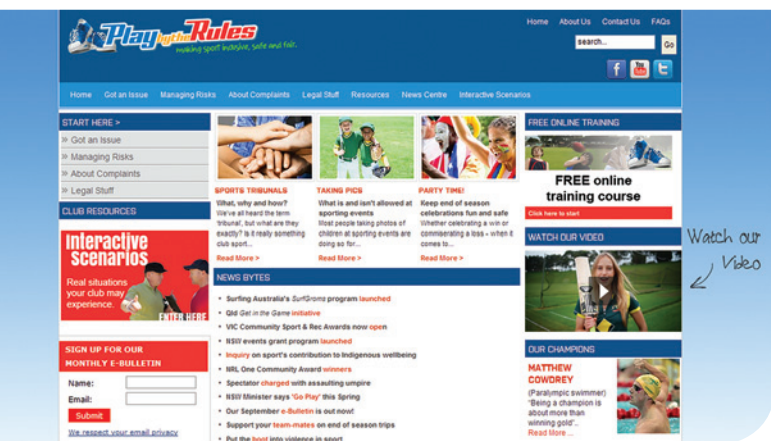 Play by the Rules
making sport inclusive, safe and fair.
Home About Us Contact Us FAQs
search...
Go
Home Got an Issue Managing Risks About Complaints Legal Stuff Resources News Centre Interactive Scenarios
START HERE >
» Got an Issue
» Managing Risks
» About Complaints
» Legal Stuff
CLUB RESOURCES
Interactive
Scenarios
Real situations
your club may
experience.
ENTER HERE
SIGN UP FOR OUR
MONTHLY E-BULLETIN
Name:
Email:
Submit
We respect your email privacy
SPORTS TRIBUNALS
What, why and how?
We've all heard the term
'tribunal', but what are they
exactly? Is it really something
club sport...
Read More >
TAKING PICS
What is and isn't allowed at
sporting events
Most people taking photos of
children at sporting events are
doing so for...
Read More >
PARTY TIME!
Keep end of season
celebrations fun and safe
Whether celebrating a win or
commiserating a loss - when it
comes to...
Read More >
NEWS BYTES
• Surfing Australia's SurfGroms program launched
• Qld Get in the Game initiative
• VIC Community Sport & Rec Awards now open
• NSW events grant program launched
• Inquiry on sport's contribution to Indigenous wellbeing
• NRL One Community Award winners
• Spectator charged with assaulting umpire
• NSW Minister says 'Go Play' this Spring
• Our September e-Bulletin is out now!
• Support your team-mates on end of season trips
• Put the boot into violence in sport
FREE ONLINE TRAINING
FREE online
training course
Click here to start
WATCH OUR VIDEO
Watch our
Video
OUR CHAMPIONS
MATTHEW
COWDREY
(Paralympic swimmer)
"Being a champion is
about more than
winning gold"..
Read More ...